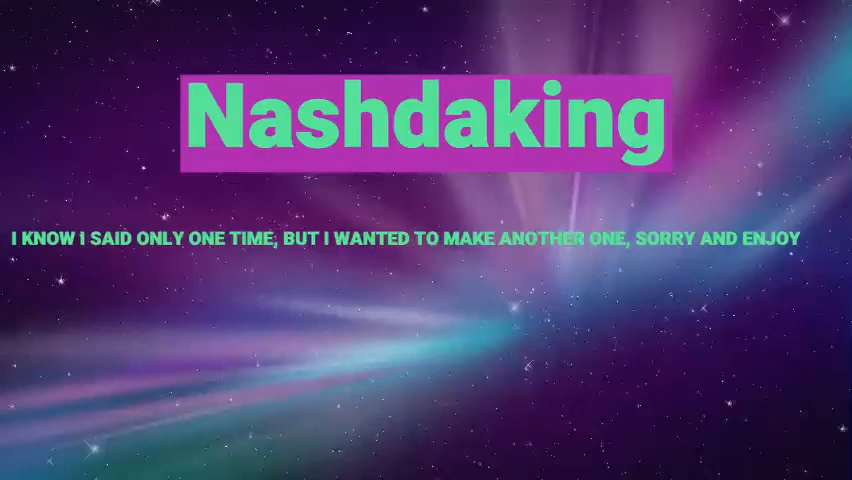 Nashdaking
I KNOW I SAID ONLY ONE TIME, BUT I WANTED TO MAKE ANOTHER ONE, SORRY AND ENJOY